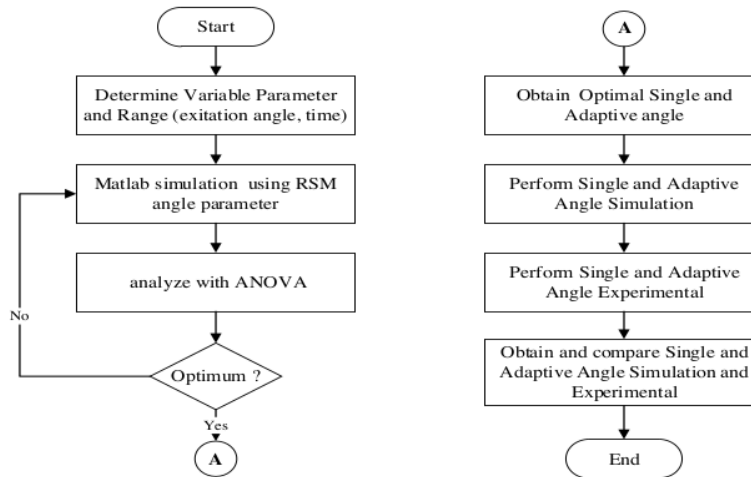 Start
Determine Variable Parameter
and Range (exitation angle, time)
Matlab simulation using RSM
angle parameter
analyze with ANOVA
No
Optimum ?
Yes
A
A
Obtain Optimal Single and
Adaptive angle
Perform Single and Adaptive
Angle Simulation
Perform Single and Adaptive
Angle Experimental
Obtain and compare Single and
Adaptive Angle Simulation and
Experimental
End